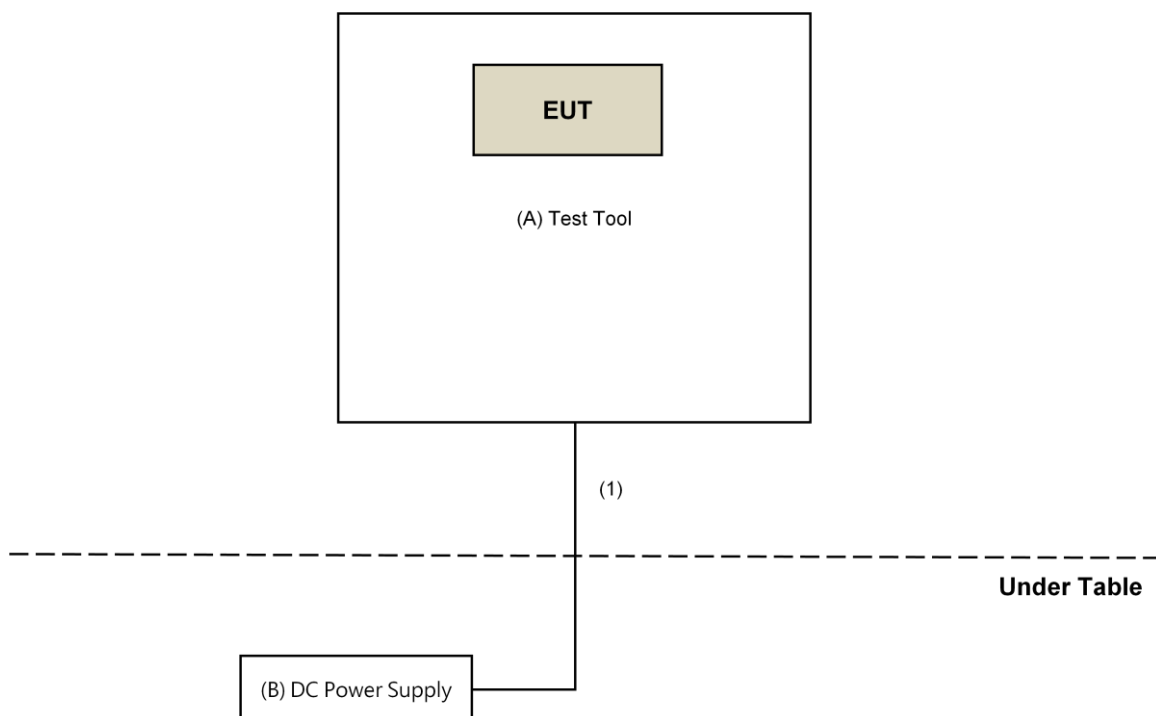 EUT
(A) Test Tool
(1)
Under Table
(B) DC Power Supply